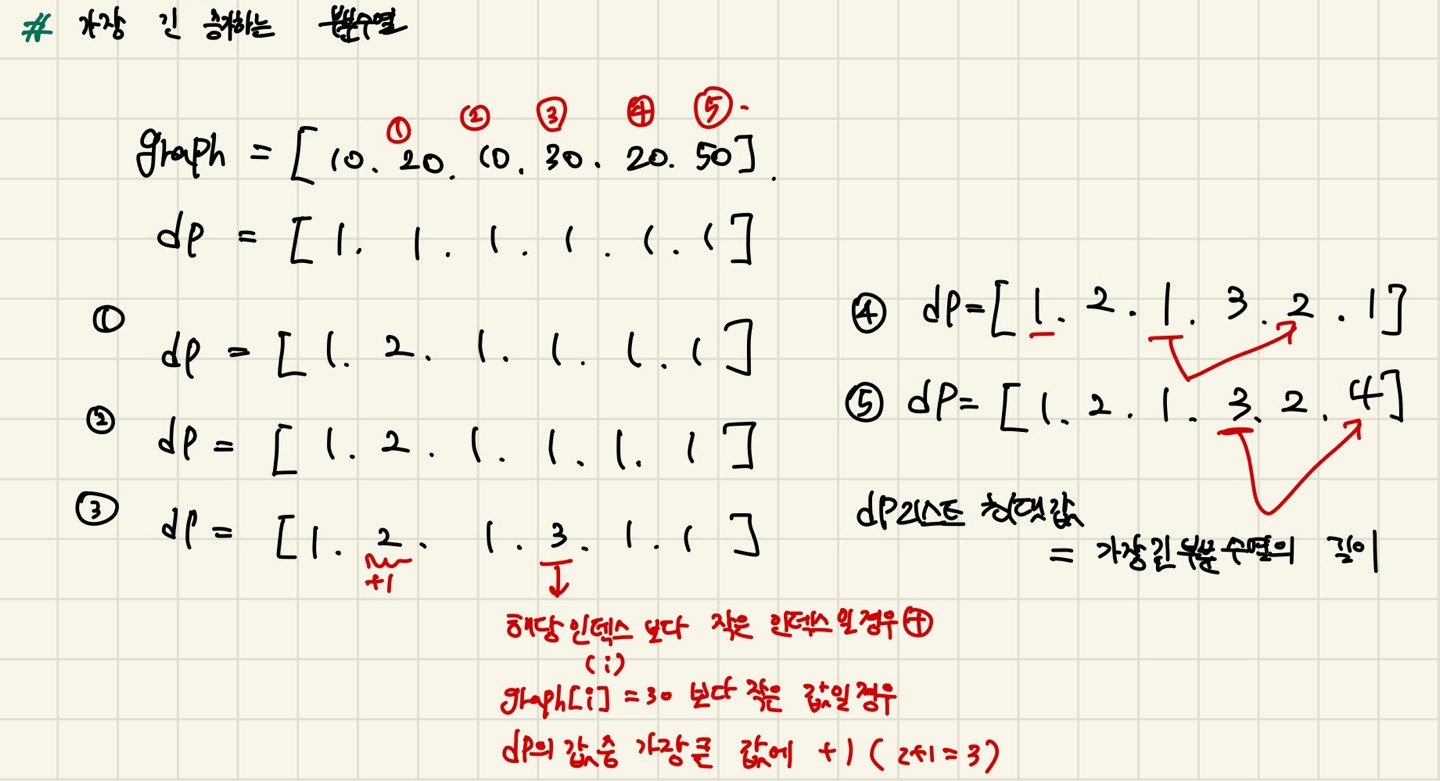 # 가장 긴 증가하는 부분수열
① ② ③ ④ ⑤
graph = [10. 20. 10. 30. 20. 50].
dp = [1. 1. 1. 1. 1. 1]
① dp = [1. 2. 1. 1. 1. 1]
② dp = [1. 2. 1. 1. 1. 1]
③ dp = [1. 2. 1. 3. 1. 1]
+1
해당 인덱스 보다 작은 인덱스 일 경우 +
(i)
graph[i] = 30 보다 작은 값일 경우
dp의 값중 가장 큰 값에 +1 (2+1=3)
④ dp=[1. 2. 1. 3. 2. 1]
⑤ dp= [1. 2. 1. 3. 2. 4]
dp리스트 최댓값
= 가장긴 부분 수열의 길이